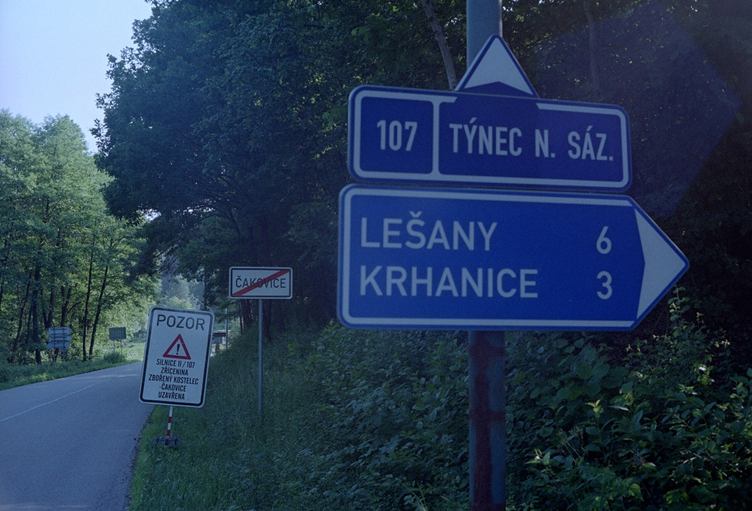 107 TÝNEC N. SÁZ.
LEŠANY 6
KRHANICE 3
ČAKOVICE
POZOR
SILNICE II/107
ZŘÍCENINA
ZBOŘENÝ KOSTELEC
ČAKOVICE
UZAVŘENA